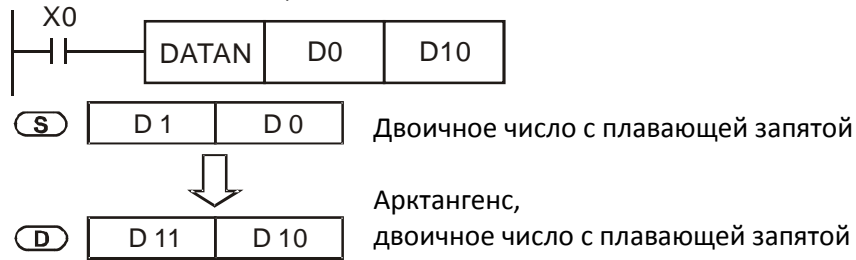 X0
DATAN D0 D10
S D 1 D 0 Двоичное число с плавающей запятой
Арктангенс,
D D 11 D 10 двоичное число с плавающей запятой